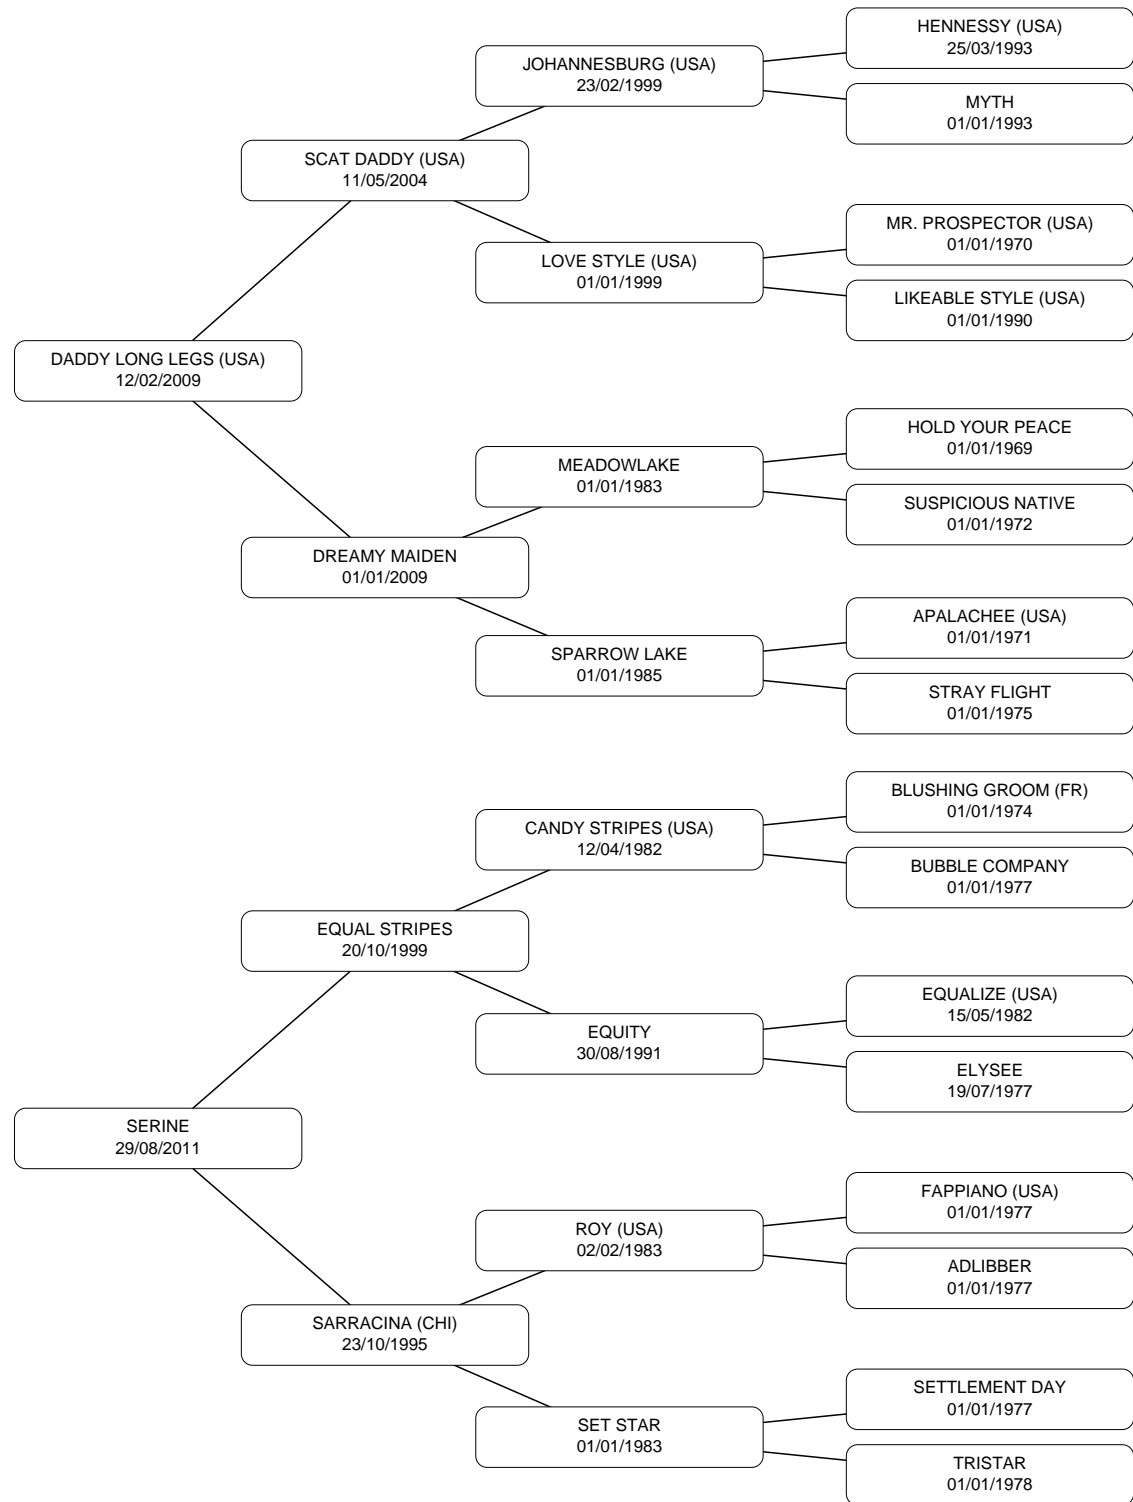 HENNESSY (USA)
25/03/1993
JOHANNESBURG (USA)
23/02/1999
MYTH
01/01/1993
SCAT DADDY (USA)
11/05/2004
MR. PROSPECTOR (USA)
01/01/1970
LOVE STYLE (USA)
01/01/1999
LIKEABLE STYLE (USA)
01/01/1990
DADDY LONG LEGS (USA)
12/02/2009
HOLD YOUR PEACE
01/01/1969
MEADOWLAKE
01/01/1983
SUSPICIOUS NATIVE
01/01/1972
DREAMY MAIDEN
01/01/2009
APALACHEE (USA)
01/01/1971
SPARROW LAKE
01/01/1985
STRAY FLIGHT
01/01/1975
BLUSHING GROOM (FR)
01/01/1974
CANDY STRIPES (USA)
12/04/1982
BUBBLE COMPANY
01/01/1977
EQUAL STRIPES
20/10/1999
EQUALIZE (USA)
15/05/1982
EQUITY
30/08/1991
ELYSEE
19/07/1977
SERINE
29/08/2011
FAPPIANO (USA)
01/01/1977
ROY (USA)
02/02/1983
ADLIBBER
01/01/1977
SARRACINA (CHI)
23/10/1995
SETTLEMENT DAY
01/01/1977
SET STAR
01/01/1983
TRISTAR
01/01/1978